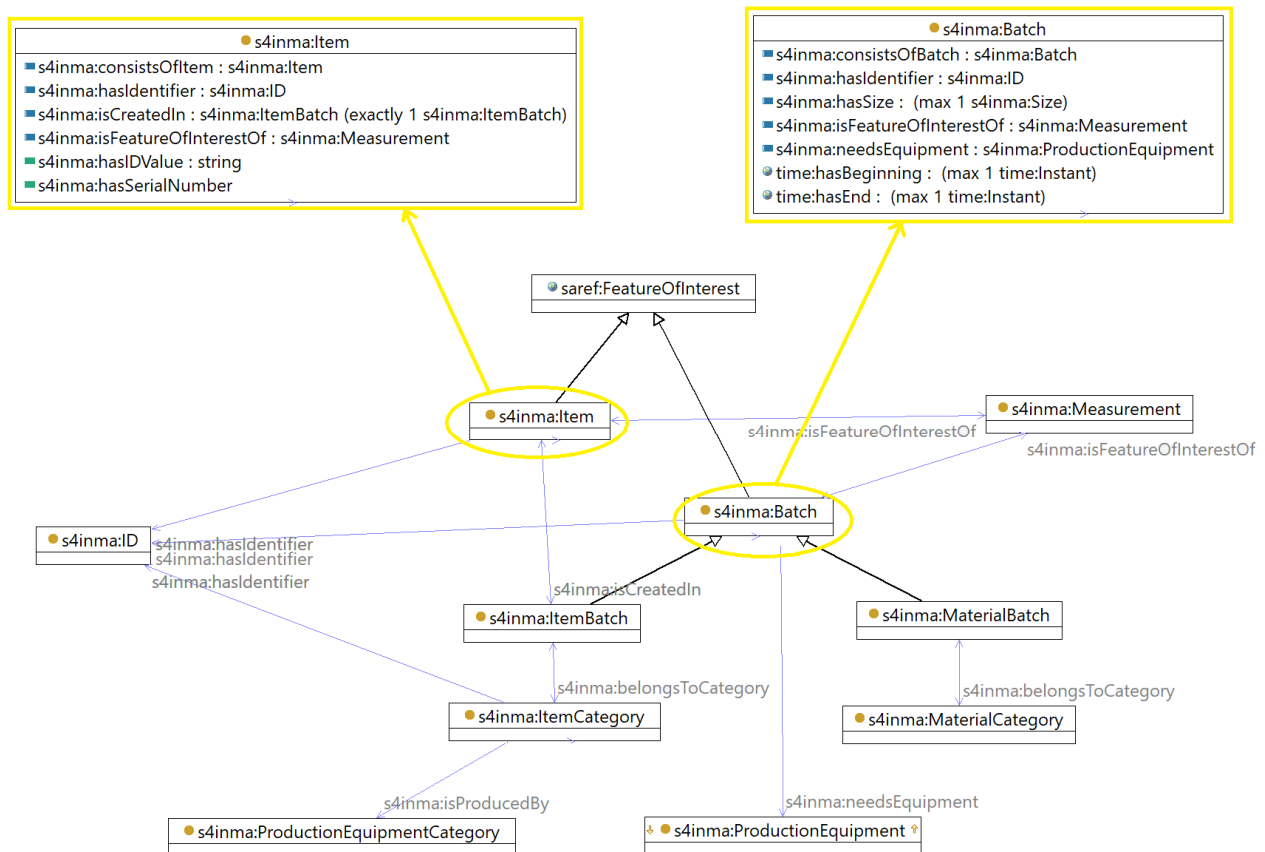 s4inma:Item
s4inma:consistsOfItem : s4inma:Item
s4inma:hasIdentifier : s4inma:ID
s4inma:isCreatedIn : s4inma:ItemBatch (exactly 1 s4inma:ItemBatch)
s4inma:isFeatureOfInterestOf : s4inma:Measurement
s4inma:hasIDValue : string
s4inma:hasSerialNumber
s4inma:Batch
s4inma:consistsOfBatch : s4inma:Batch
s4inma:hasIdentifier : s4inma:ID
s4inma:hasSize : (max 1 s4inma:Size)
s4inma:isFeatureOfInterestOf : s4inma:Measurement
s4inma:needsEquipment : s4inma:ProductionEquipment
time:hasBeginning : (max 1 time:Instant)
time:hasEnd : (max 1 time:Instant)
saref:FeatureOfInterest
s4inma:Item
s4inma:Measurement
s4inma:isFeatureOfInterestOf
s4inma:isFeatureOfInterestOf
s4inma:Batch
s4inma:ID
s4inma:hasIdentifier
s4inma:hasIdentifier
s4inma:hasIdentifier
s4inma:isCreatedIn
s4inma:ItemBatch
s4inma:MaterialBatch
s4inma:belongsToCategory
s4inma:belongsToCategory
s4inma:ItemCategory
s4inma:MaterialCategory
s4inma:isProducedBy
s4inma:needsEquipment
s4inma:ProductionEquipmentCategory
s4inma:ProductionEquipment